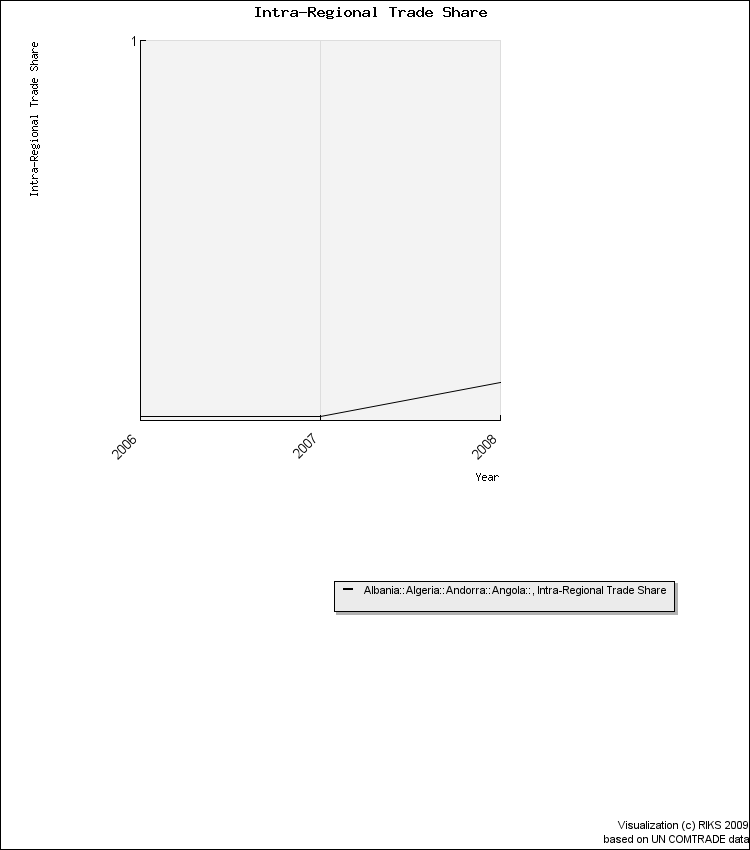 Intra-Regional Trade Share
Intra-Regional Trade Share
1
2006
2007
2008
Year
Albania::Algeria::Andorra::Angola::, Intra-Regional Trade Share
Visualization (c) RIKS 2009
based on UN COMTRADE data